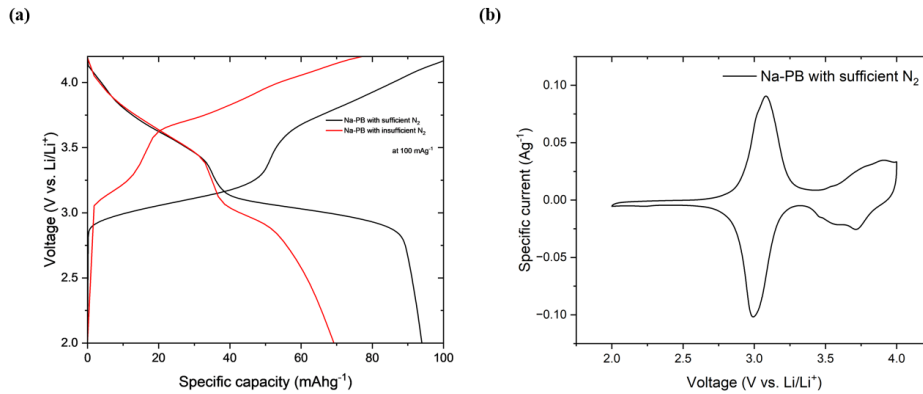 (a)
(b)
Voltage (V vs. Li/Li⁺)
4.0
3.5
3.0
2.5
2.0
Na-PB with sufficient N₂
Na-PB with insufficient N₂
at 100 mAg⁻¹
0 20 40 60 80 100
Specific capacity (mAhg⁻¹)
Specific current (Ag⁻¹)
0.10
0.05
0.00
−0.05
−0.10
Na-PB with sufficient N₂
2.0 2.5 3.0 3.5 4.0
Voltage (V vs. Li/Li⁺)